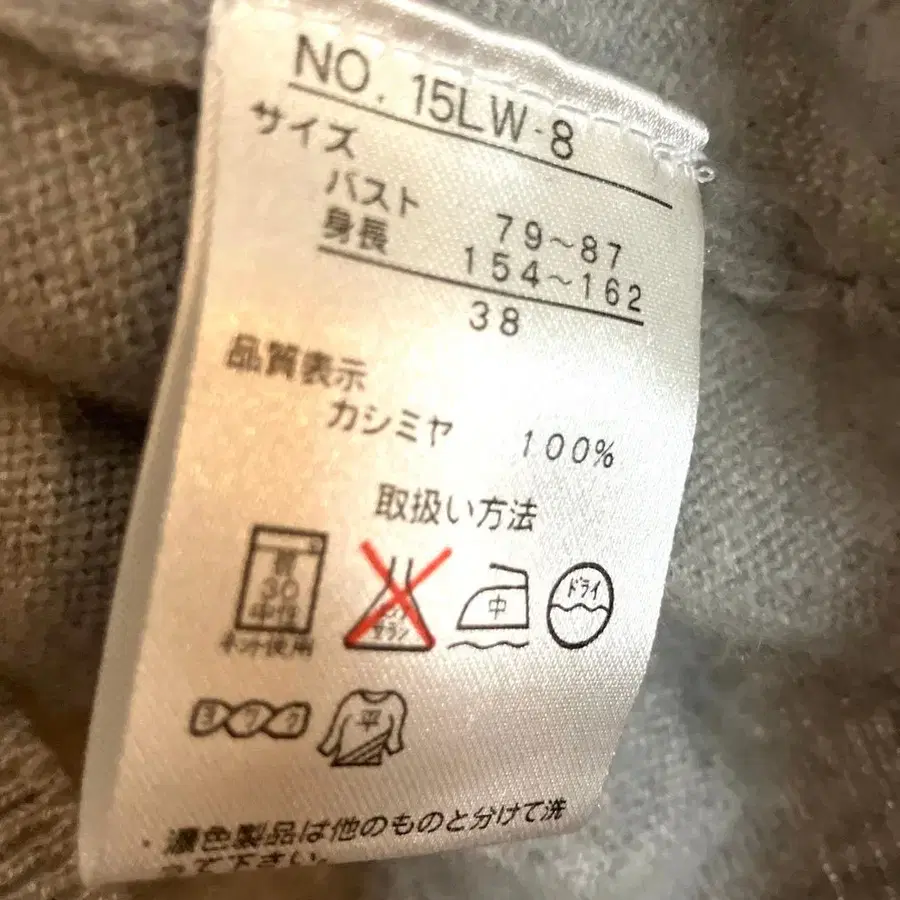 NO. 15LW-8
サイズ
バスト 79～87
身長 154～162
38
品質表示
カシミヤ 100%
取扱い方法
30
中性
ネット使用
エンソ
サラシ
中
ドライ
ヨワク
平
・濃色製品は他のものと分けて洗
って下さい。